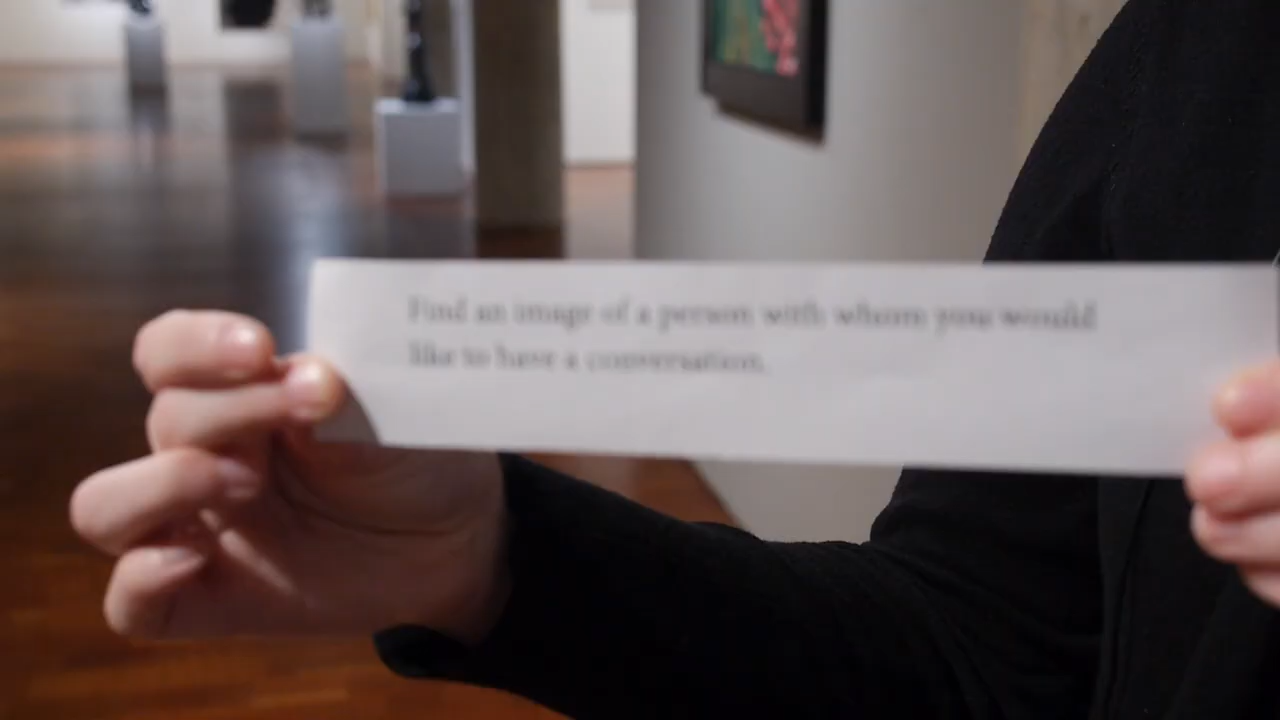 Find an image of a person with whom you would
like to have a conversation.